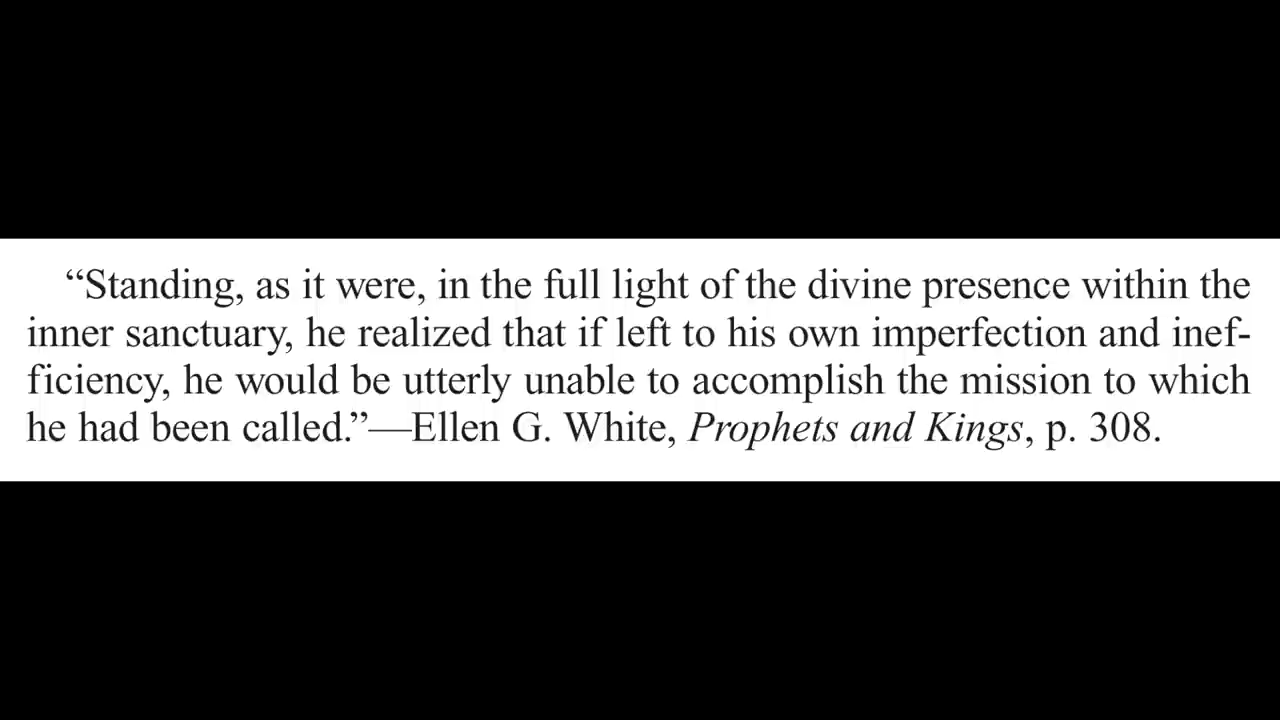 “Standing, as it were, in the full light of the divine presence within the
inner sanctuary, he realized that if left to his own imperfection and inef-
ficiency, he would be utterly unable to accomplish the mission to which
he had been called.”—Ellen G. White, Prophets and Kings, p. 308.